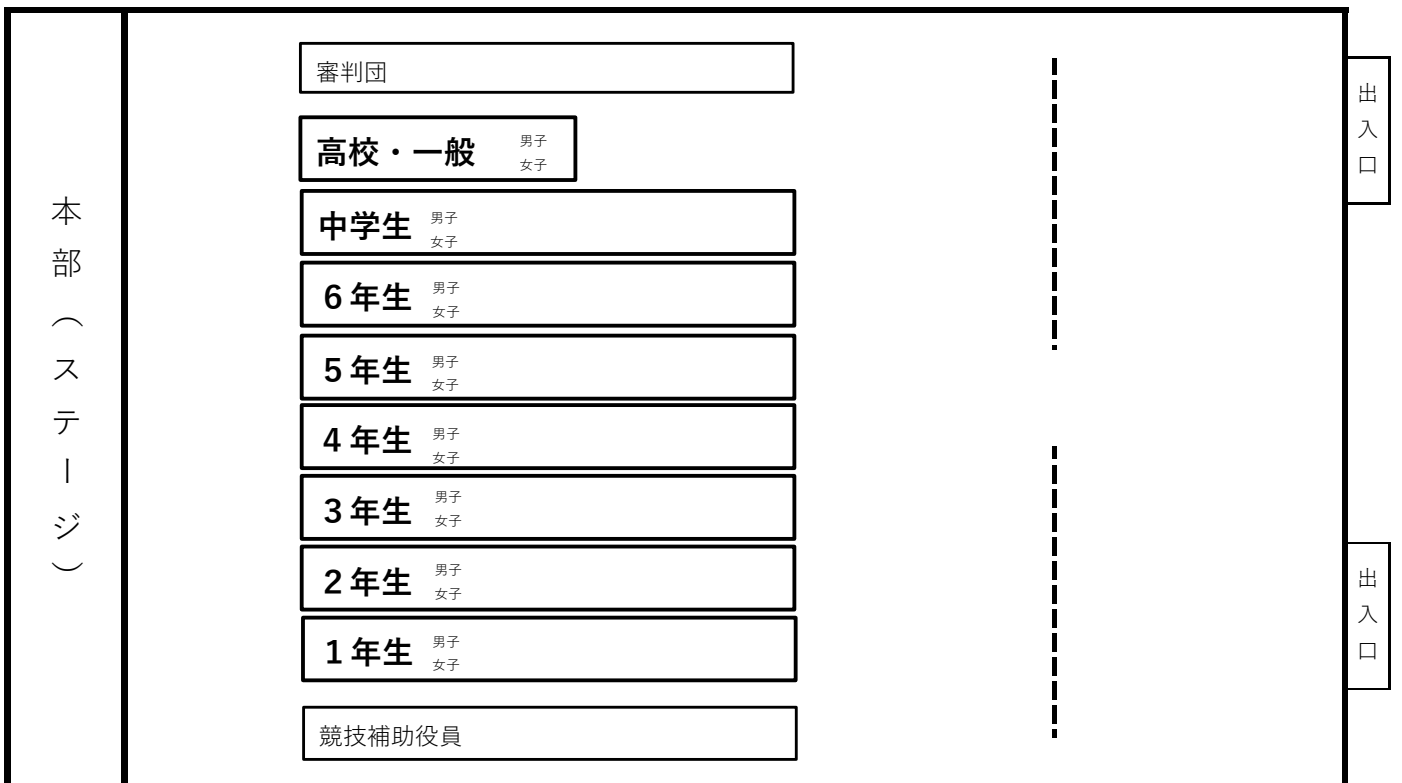 審判団
高校・一般 男子
女子
中学生 男子
女子
6年生 男子
女子
5年生 男子
女子
4年生 男子
女子
3年生 男子
女子
2年生 男子
女子
1年生 男子
女子
競技補助役員
本部（ステージ）
出入口
出入口